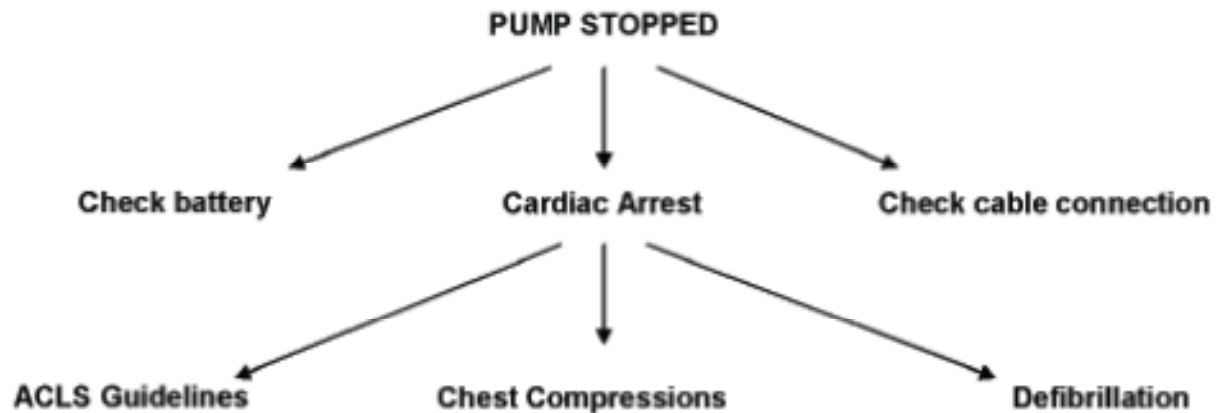 PUMP STOPPED
Check battery Cardiac Arrest Check cable connection
ACLS Guidelines Chest Compressions Defibrillation